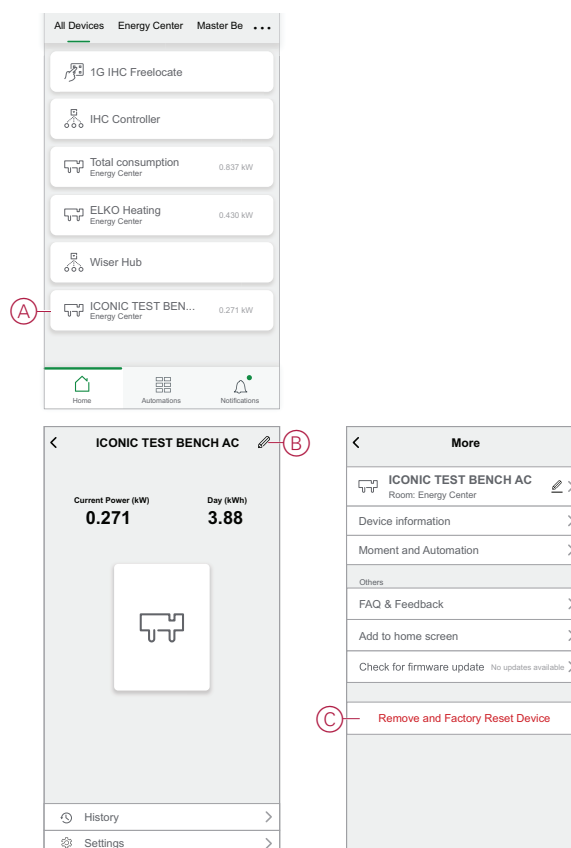 All Devices Energy Center Master Be ...
1G IHC Freelocate
IHC Controller
Total consumption
Energy Center
0.837 kW
ELKO Heating
Energy Center
0.430 kW
Wiser Hub
A
ICONIC TEST BEN...
Energy Center
0.271 kW
Home Automations Notifications
ICONIC TEST BENCH AC
B
Current Power (kW) Day (kWh)
0.271 3.88
History
Settings
More
ICONIC TEST BENCH AC
Room: Energy Center
Device information
Moment and Automation
Others
FAQ & Feedback
Add to home screen
Check for firmware update No updates available
C
Remove and Factory Reset Device